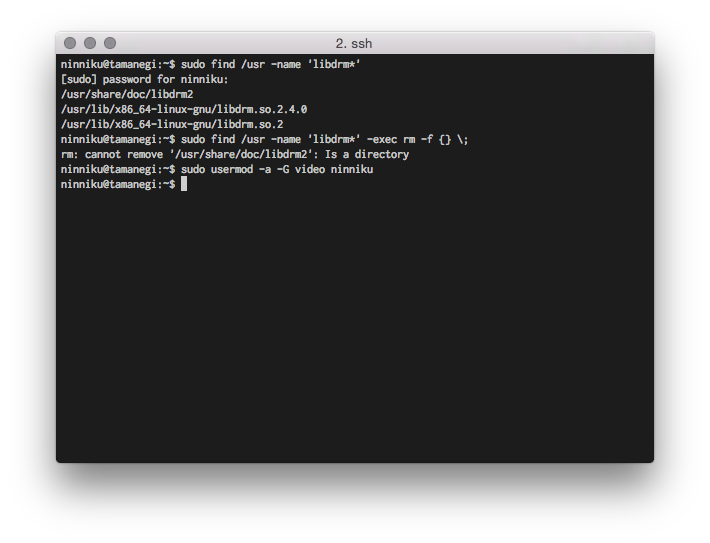 2. ssh
ninniku@tamanegi:~$ sudo find /usr -name 'libdrm*'
[sudo] password for ninniku:
/usr/share/doc/libdrm2
/usr/lib/x86_64-linux-gnu/libdrm.so.2.4.0
/usr/lib/x86_64-linux-gnu/libdrm.so.2
ninniku@tamanegi:~$ sudo find /usr -name 'libdrm*' -exec rm -f {} \;
rm: cannot remove '/usr/share/doc/libdrm2': Is a directory
ninniku@tamanegi:~$ sudo usermod -a -G video ninniku
ninniku@tamanegi:~$